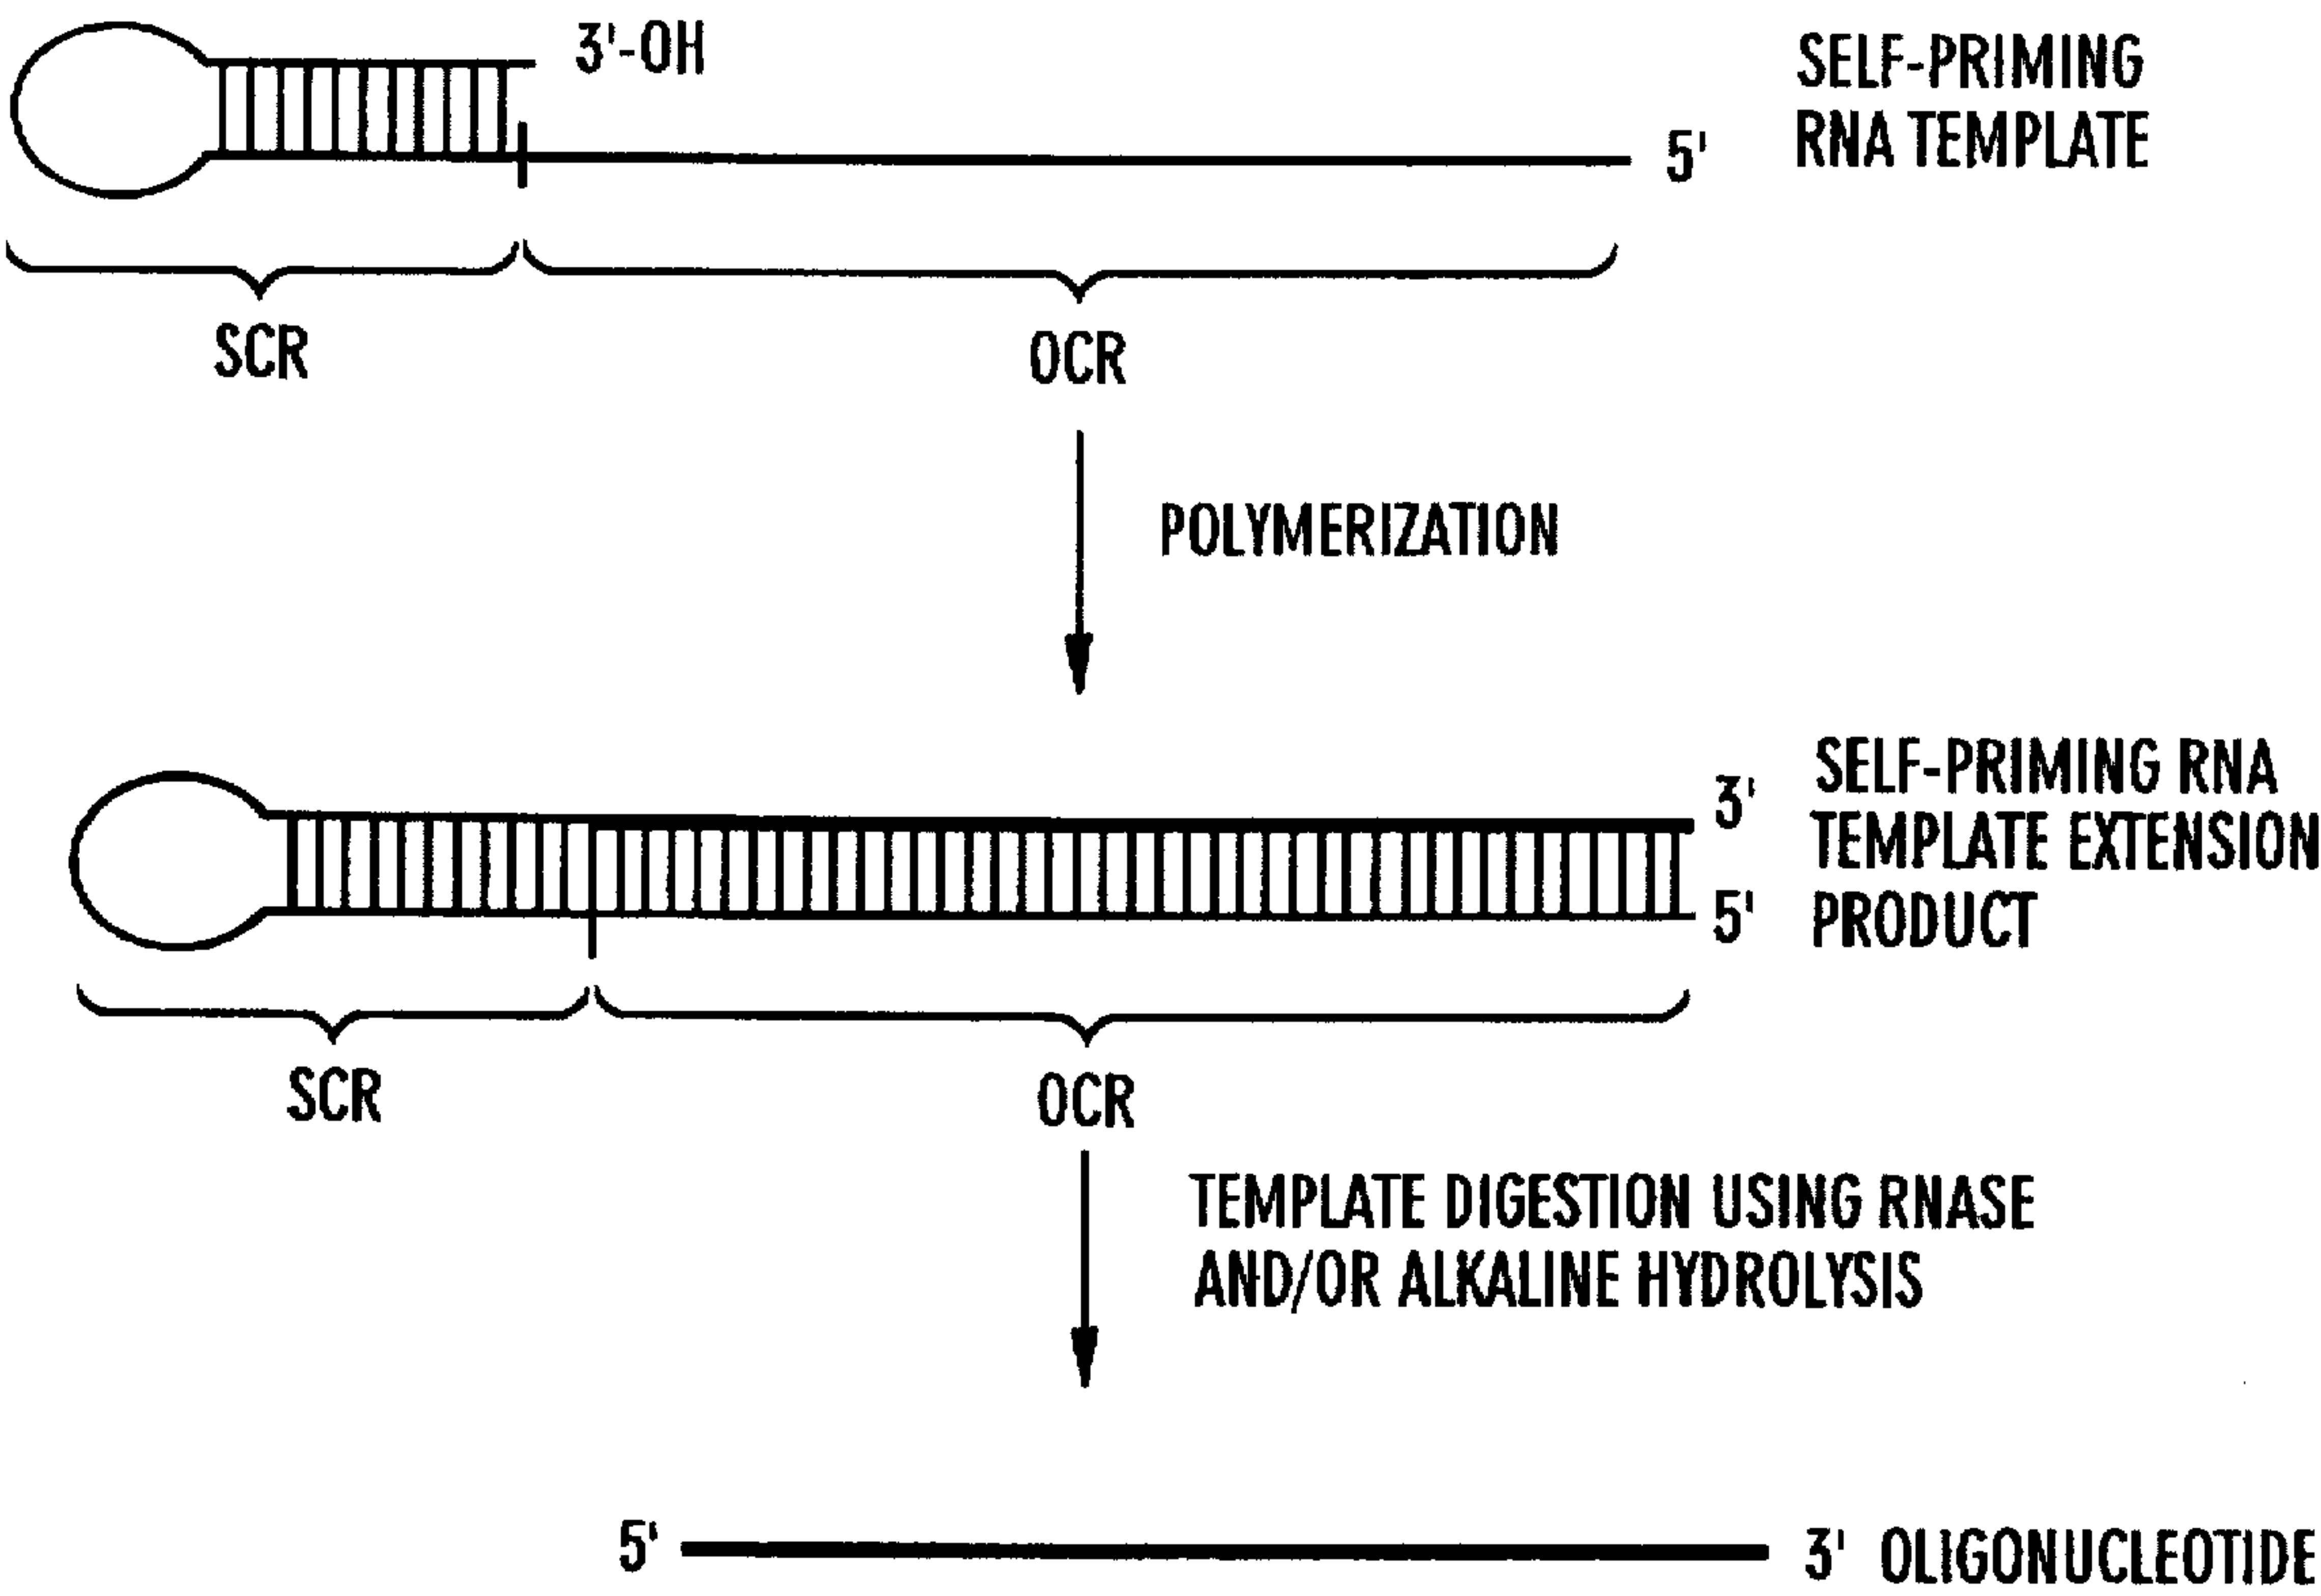 3'-OH
SELF-PRIMING
RNA TEMPLATE
5'
SCR
OCR
POLYMERIZATION
3'
SELF-PRIMING RNA
TEMPLATE EXTENSION
5'
PRODUCT
SCR
OCR
TEMPLATE DIGESTION USING RNASE
AND/OR ALKALINE HYDROLYSIS
5'
3' OLIGONUCLEOTIDE